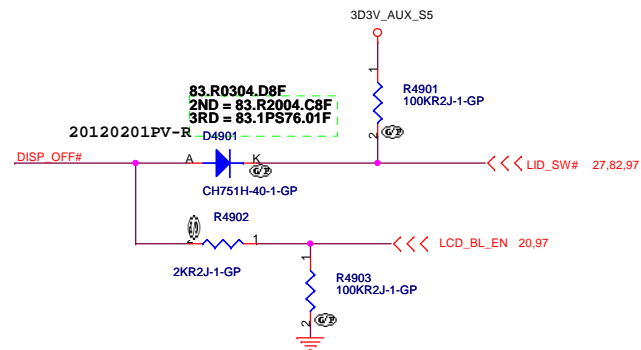 3D3V_AUX_S5
83.R0304.D8F
2ND = 83.R2004.C8F
3RD = 83.1PS76.01F
1
R4901
100KR2J-1-GP
2
G/P
20120201PV-R
D4901
DISP_OFF#
A
K
G/P
LID_SW# 27,82,97
CH751H-40-1-GP
R4902
2
1
LCD_BL_EN 20,97
2KR2J-1-GP
1
R4903
100KR2J-1-GP
2
G/P